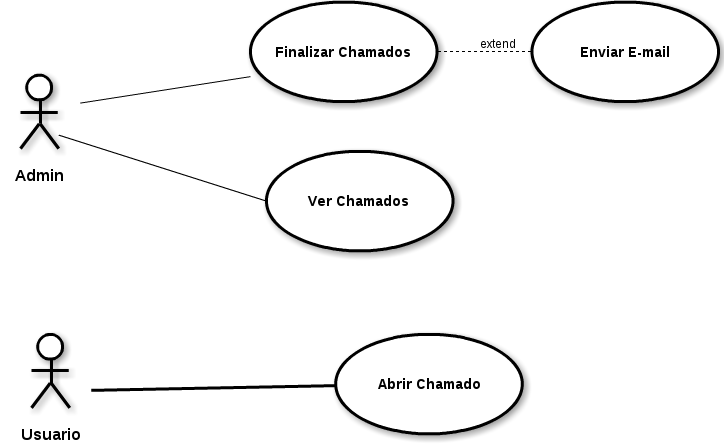 Finalizar Chamados
extend
Enviar E-mail
Admin
Ver Chamados
Abrir Chamado
Usuario